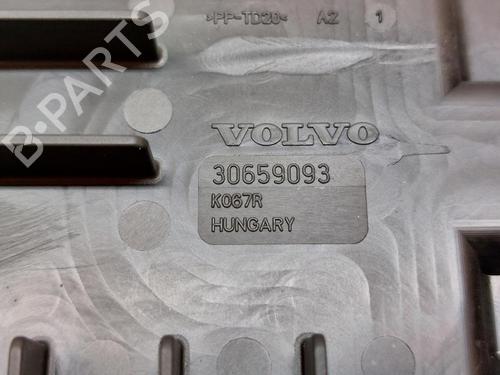 >PP-TD20< A2 1
VOLVO
30659093
K067R
HUNGARY
B-PARTS